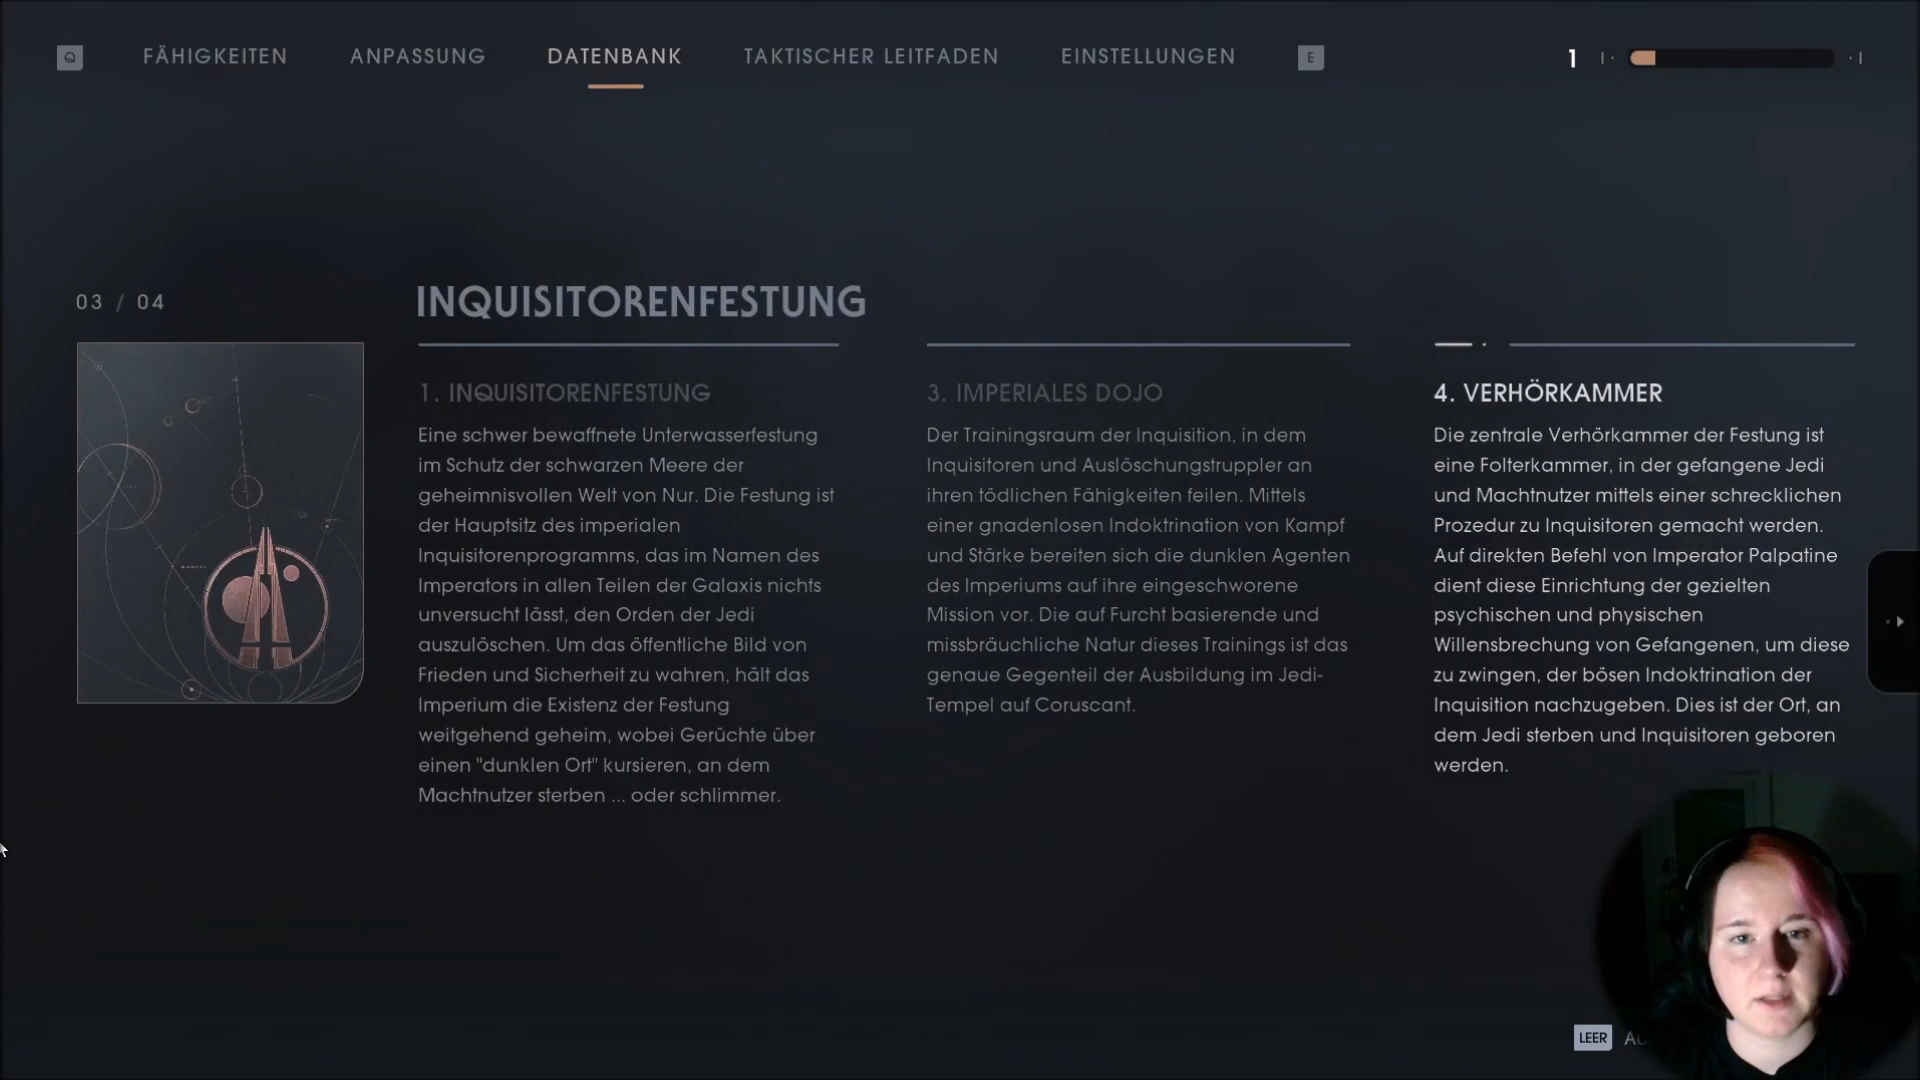 Q FÄHIGKEITEN ANPASSUNG DATENBANK TAKTISCHER LEITFADEN EINSTELLUNGEN E 1
03 / 04
INQUISITORENFESTUNG
1. INQUISITORENFESTUNG
Eine schwer bewaffnete Unterwasserfestung
im Schutz der schwarzen Meere der
geheimnisvollen Welt von Nur. Die Festung ist
der Hauptsitz des imperialen
Inquisitorenprogramms, das im Namen des
Imperators in allen Teilen der Galaxis nichts
unversucht lässt, den Orden der Jedi
auszulöschen. Um das öffentliche Bild von
Frieden und Sicherheit zu wahren, hält das
Imperium die Existenz der Festung
weitgehend geheim, wobei Gerüchte über
einen "dunklen Ort" kursieren, an dem
Machtnutzer sterben ... oder schlimmer.
3. IMPERIALES DOJO
Der Trainingsraum der Inquisition, in dem
Inquisitoren und Auslöschungstruppler an
ihren tödlichen Fähigkeiten feilen. Mittels
einer gnadenlosen Indoktrination von Kampf
und Stärke bereiten sich die dunklen Agenten
des Imperiums auf ihre eingeschworene
Mission vor. Die auf Furcht basierende und
missbräuchliche Natur dieses Trainings ist das
genaue Gegenteil der Ausbildung im Jedi-
Tempel auf Coruscant.
4. VERHÖRKAMMER
Die zentrale Verhörkammer der Festung ist
eine Folterkammer, in der gefangene Jedi
und Machtnutzer mittels einer schrecklichen
Prozedur zu Inquisitoren gemacht werden.
Auf direkten Befehl von Imperator Palpatine
dient diese Einrichtung der gezielten
psychischen und physischen
Willensbrechung von Gefangenen, um diese
zu zwingen, der bösen Indoktrination der
Inquisition nachzugeben. Dies ist der Ort, an
dem Jedi sterben und Inquisitoren geboren
werden.
LEER